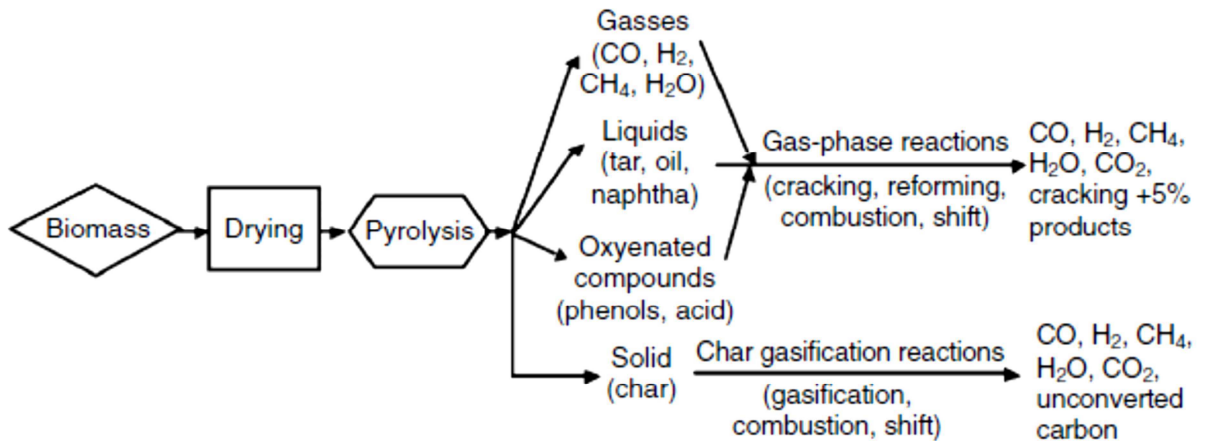 Biomass
Drying
Pyrolysis
Gasses
(CO, H₂,
CH₄, H₂O)
Liquids
(tar, oil,
naphtha)
Oxyenated
compounds
(phenols, acid)
Solid
(char)
Gas-phase reactions
(cracking, reforming,
combustion, shift)
CO, H₂, CH₄,
H₂O, CO₂,
cracking +5%
products
Char gasification reactions
(gasification,
combustion, shift)
CO, H₂, CH₄,
H₂O, CO₂,
unconverted
carbon